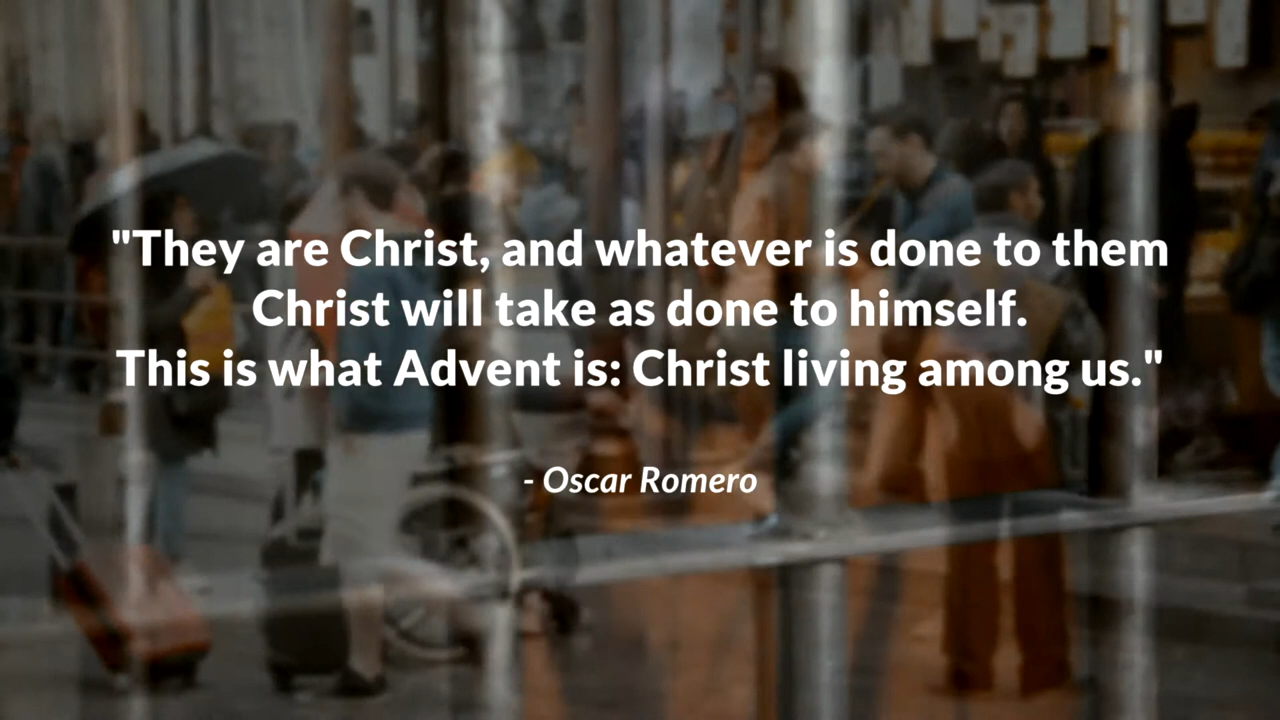 "They are Christ, and whatever is done to them
Christ will take as done to himself.
This is what Advent is: Christ living among us."
- Oscar Romero